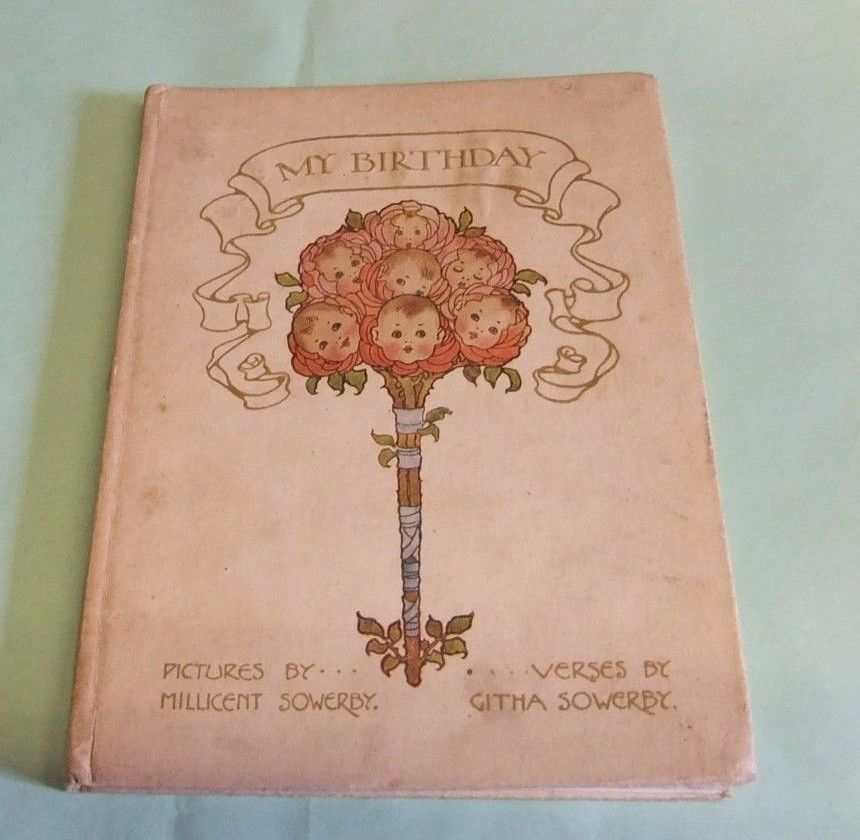 MY BIRTHDAY
PICTURES BY...
MILLICENT SOWERBY.
....VERSES BY
GITHA SOWERBY.